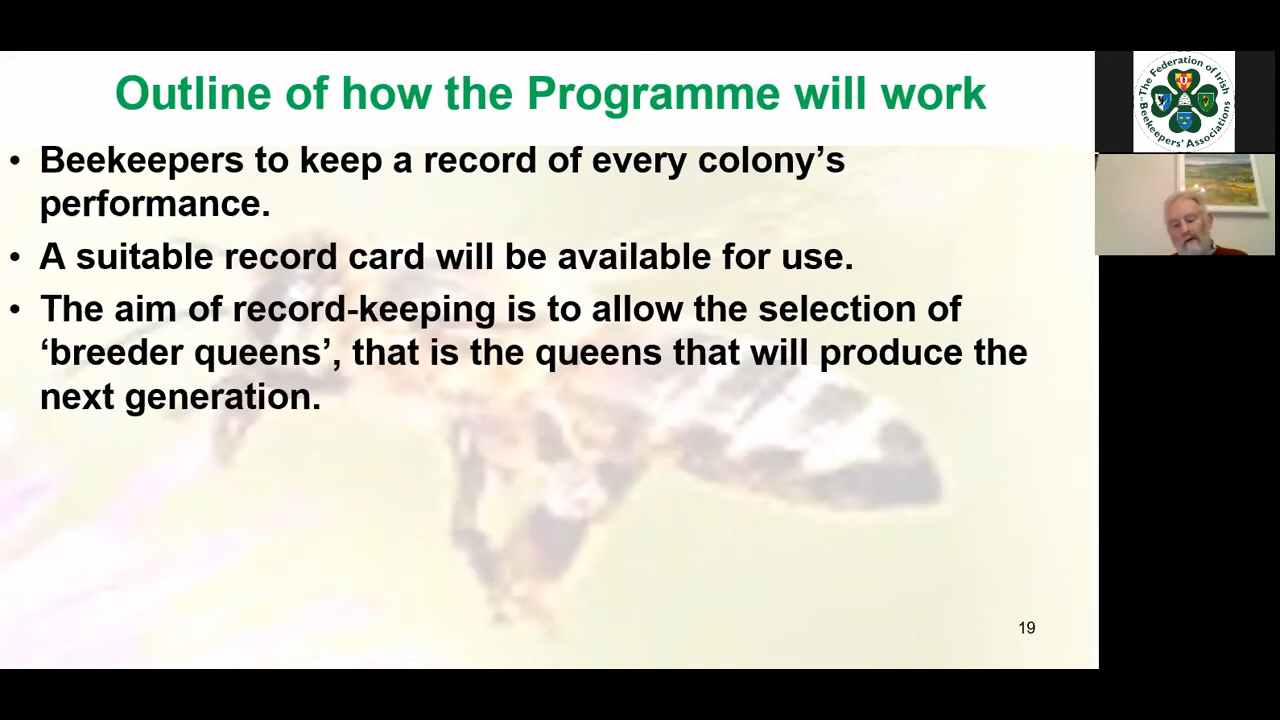 Outline of how the Programme will work
• Beekeepers to keep a record of every colony’s
performance.
• A suitable record card will be available for use.
• The aim of record-keeping is to allow the selection of
‘breeder queens’, that is the queens that will produce the
next generation.
19
The Federation of Irish
Beekeepers' Associations